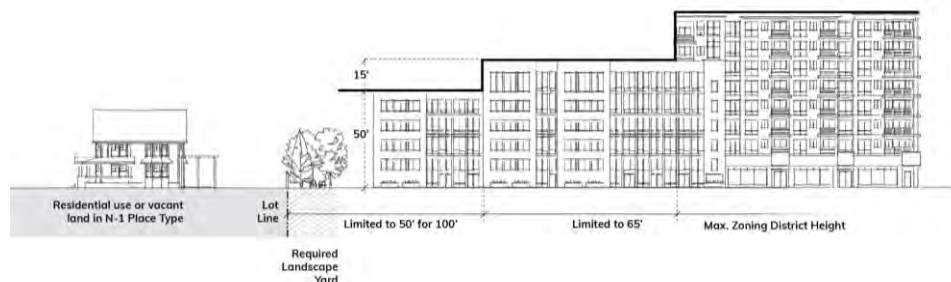 15'
50'
Residential use or vacant
land in N-1 Place Type
Lot
Line
Limited to 50' for 100'
Limited to 65'
Max. Zoning District Height
Required
Landscape
Yard